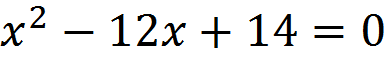 x² − 12x + 14 = 0